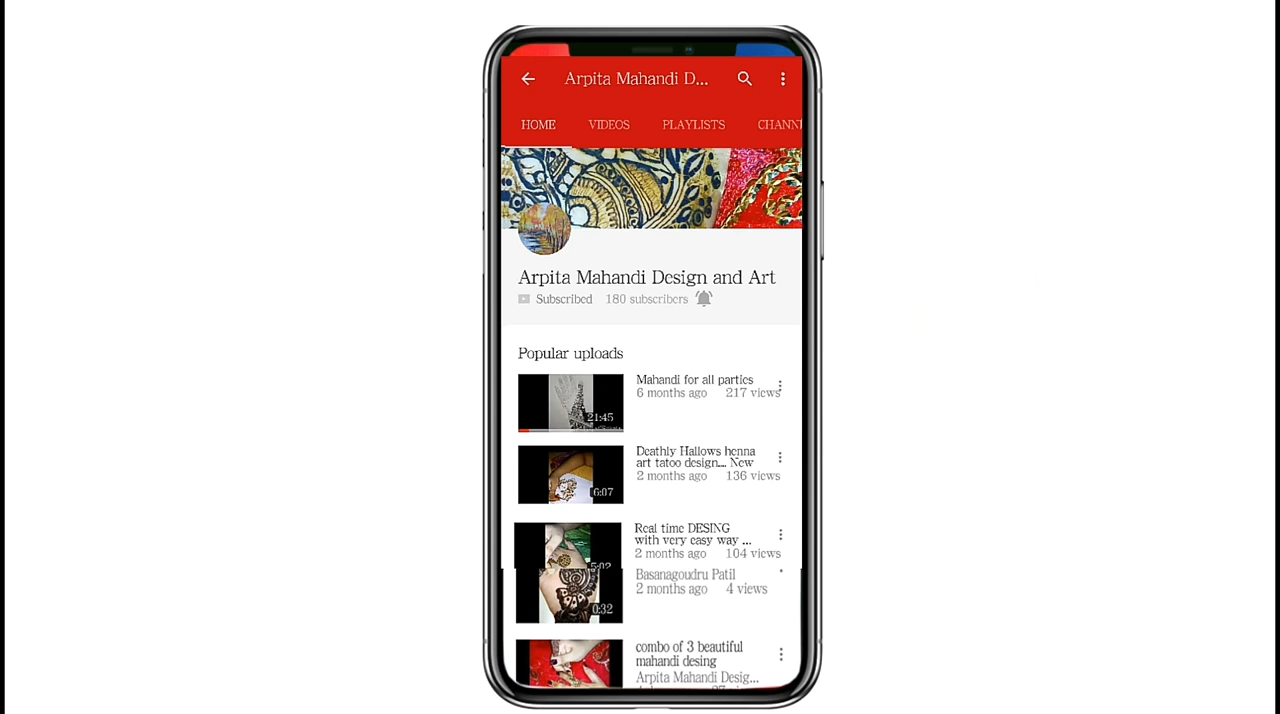 Arpita Mahandi D...
HOME VIDEOS PLAYLISTS CHANN
Arpita Mahandi Design and Art
Subscribed 180 subscribers
Popular uploads
Mahandi for all parties
6 months ago 217 views
21:45
Deathly Hallows henna
art tatoo design.... New
2 months ago 136 views
6:07
Real time DESING
with very easy way ...
2 months ago 104 views
5:02
Basanagoudru Patil
2 months ago 4 views
0:32
combo of 3 beautiful
mahandi desing
Arpita Mahandi Desig...